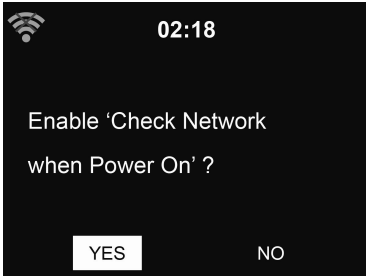 02:18
Enable ‘Check Network
when Power On’ ?
YES NO